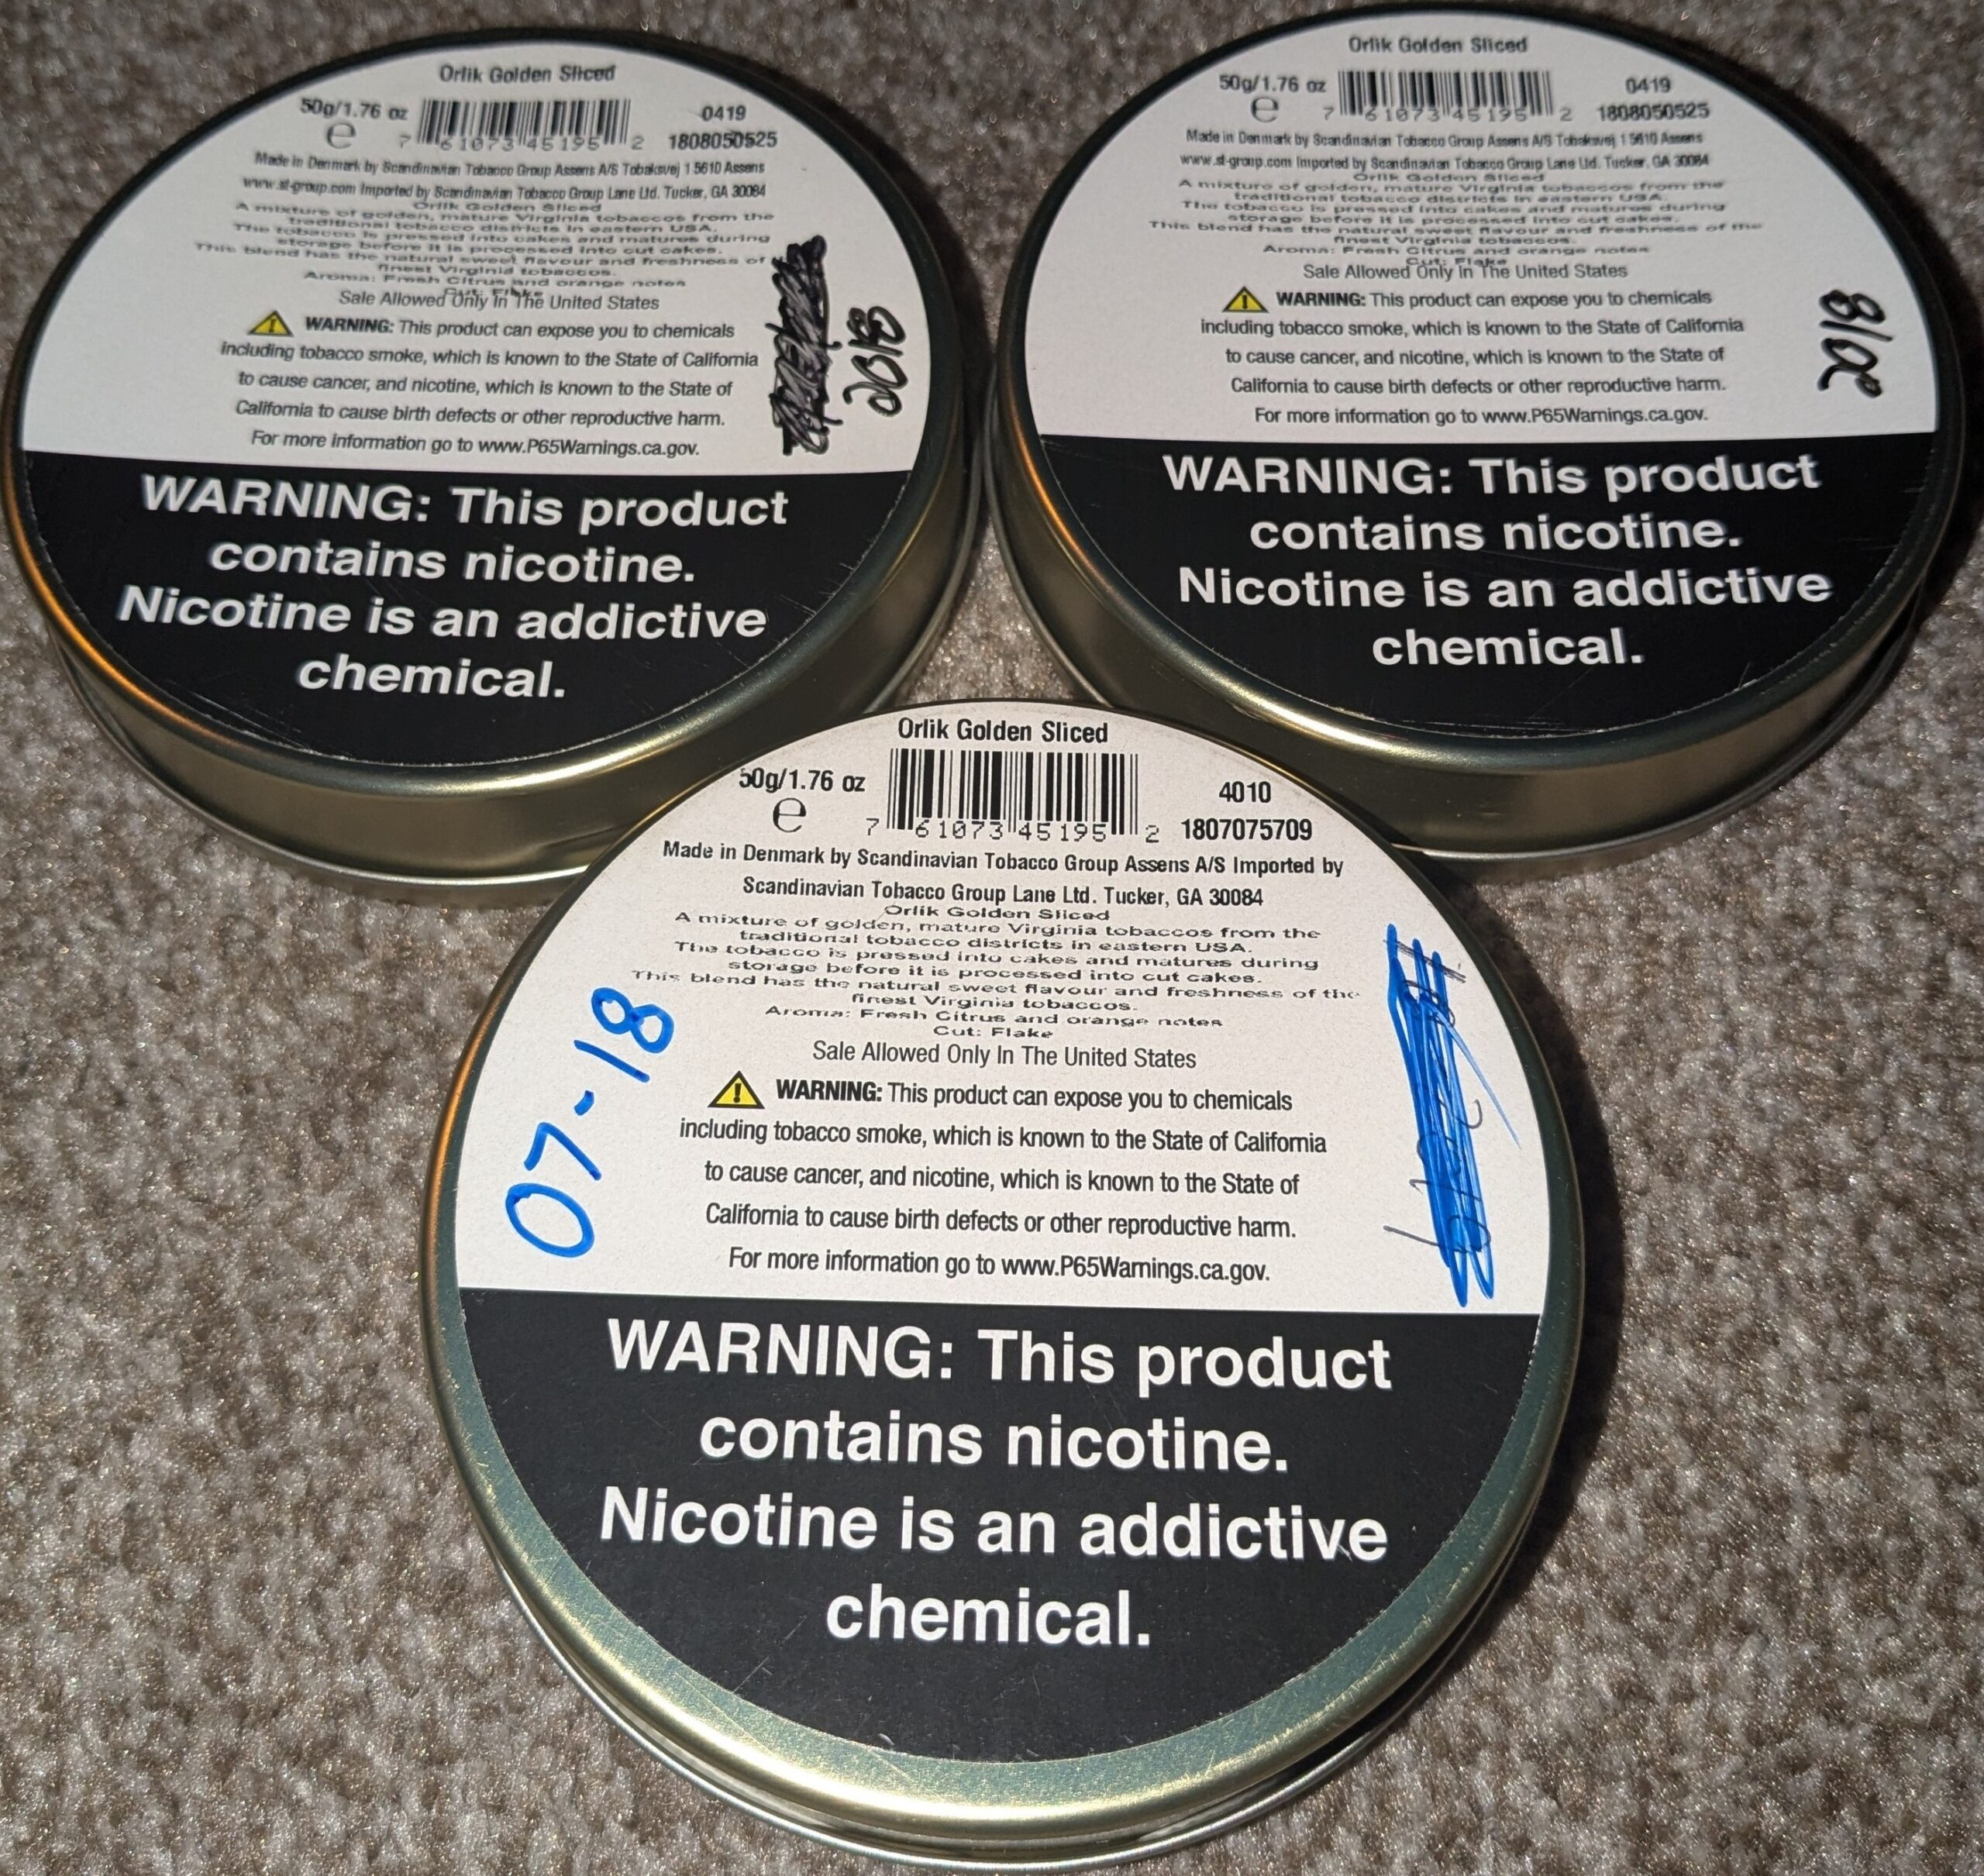 Orlik Golden Sliced
50g/1.76 oz
e
7 61073 45195 2
0419
1808050525
Made in Denmark by Scandinavian Tobacco Group Assens A/S Tobaksvej 1 5610 Assens
www.st-group.com Imported by Scandinavian Tobacco Group Lane Ltd. Tucker, GA 30084
Orlik Golden Sliced
A mixture of golden, mature Virginia tobaccos from the
traditional tobacco districts in eastern USA.
The tobacco is pressed into cakes and matures during
storage before it is processed into cut cakes.
This blend has the natural sweet flavour and freshness of
finest Virginia tobaccos.
Aroma: Fresh Citrus and orange notes
Cut: Flake
Sale Allowed Only In The United States
WARNING: This product can expose you to chemicals
including tobacco smoke, which is known to the State of California
to cause cancer, and nicotine, which is known to the State of
California to cause birth defects or other reproductive harm.
For more information go to www.P65Warnings.ca.gov.
2018
WARNING: This product
contains nicotine.
Nicotine is an addictive
chemical.
Orlik Golden Sliced
50g/1.76 oz
e
7 61073 45195 2
0419
1808050525
Made in Denmark by Scandinavian Tobacco Group Assens A/S Tobaksvej 1 5610 Assens
www.st-group.com Imported by Scandinavian Tobacco Group Lane Ltd. Tucker, GA 30084
Orlik Golden Sliced
A mixture of golden, mature Virginia tobaccos from the
traditional tobacco districts in eastern USA.
The tobacco is pressed into cakes and matures during
storage before it is processed into cut cakes.
This blend has the natural sweet flavour and freshness of the
finest Virginia tobaccos.
Aroma: Fresh Citrus and orange notes
Cut: Flake
Sale Allowed Only In The United States
WARNING: This product can expose you to chemicals
including tobacco smoke, which is known to the State of California
to cause cancer, and nicotine, which is known to the State of
California to cause birth defects or other reproductive harm.
For more information go to www.P65Warnings.ca.gov.
2018
WARNING: This product
contains nicotine.
Nicotine is an addictive
chemical.
Orlik Golden Sliced
50g/1.76 oz
e
7 61073 45195 2
4010
1807075709
Made in Denmark by Scandinavian Tobacco Group Assens A/S Imported by
Scandinavian Tobacco Group Lane Ltd. Tucker, GA 30084
Orlik Golden Sliced
A mixture of golden, mature Virginia tobaccos from the
traditional tobacco districts in eastern USA.
The tobacco is pressed into cakes and matures during
storage before it is processed into cut cakes.
This blend has the natural sweet flavour and freshness of the
finest Virginia tobaccos.
Aroma: Fresh Citrus and orange notes
Cut: Flake
Sale Allowed Only In The United States
WARNING: This product can expose you to chemicals
including tobacco smoke, which is known to the State of California
to cause cancer, and nicotine, which is known to the State of
California to cause birth defects or other reproductive harm.
For more information go to www.P65Warnings.ca.gov.
07-18
WARNING: This product
contains nicotine.
Nicotine is an addictive
chemical.